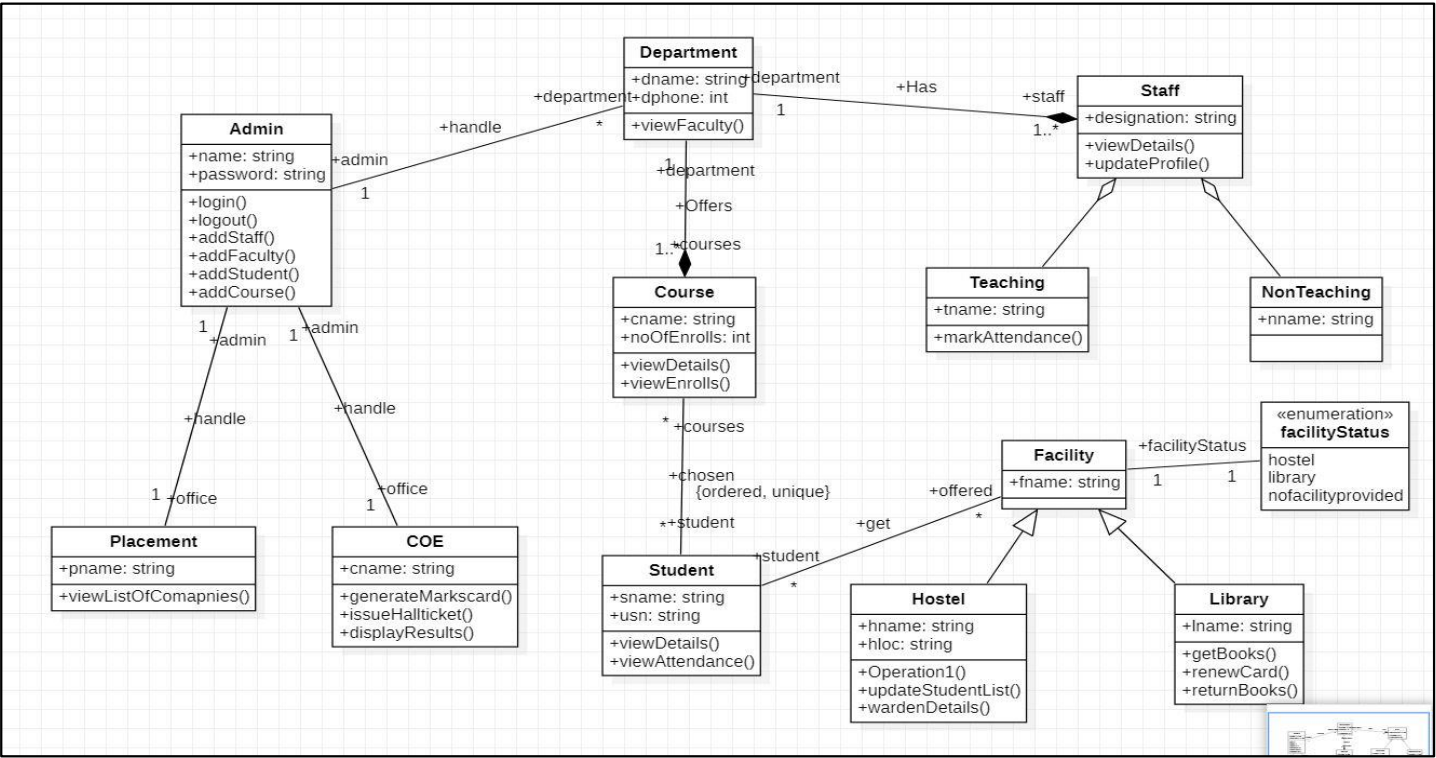 Department
+dname: string
+dphone: int
+viewFaculty()
+department
1
+Has
+staff
1..*
Staff
+designation: string
+viewDetails()
+updateProfile()
+department
*
+handle
+admin
1
Admin
+name: string
+password: string
+login()
+logout()
+addStaff()
+addFaculty()
+addStudent()
+addCourse()
1
+department
+Offers
1..*
+courses
Course
+cname: string
+noOfEnrolls: int
+viewDetails()
+viewEnrolls()
Teaching
+tname: string
+markAttendance()
NonTeaching
+nname: string
1
+admin
+handle
1
+office
1
+admin
+handle
+office
1
Placement
+pname: string
+viewListOfComapnies()
COE
+cname: string
+generateMarkscard()
+issueHallticket()
+displayResults()
*
+courses
+chosen
{ordered, unique}
*
+student
Student
+sname: string
+usn: string
+viewDetails()
+viewAttendance()
+student
*
+get
+offered
*
Facility
+fname: string
+facilityStatus
1
1
«enumeration»
facilityStatus
hostel
library
nofacilityprovided
Hostel
+hname: string
+hloc: string
+Operation1()
+updateStudentList()
+wardenDetails()
Library
+lname: string
+getBooks()
+renewCard()
+returnBooks()